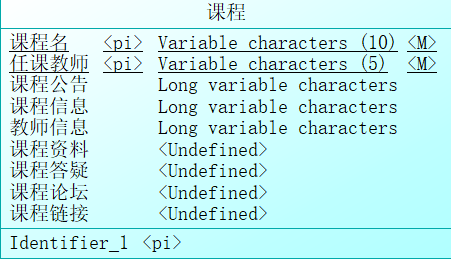 课程
课程名 <pi> Variable characters (10) <M>
任课教师 <pi> Variable characters (5) <M>
课程公告 Long variable characters
课程信息 Long variable characters
教师信息 Long variable characters
课程资料 <Undefined>
课程答疑 <Undefined>
课程论坛 <Undefined>
课程链接 <Undefined>
Identifier_1 <pi>